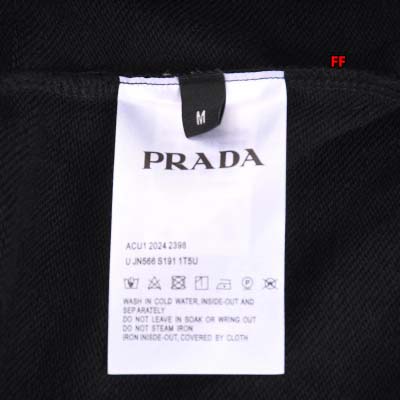 FF
M
PRADA
ACU1 2024 2398
U JN566 S191 1T5U
WASH IN COLD WATER, INSIDE-OUT AND
SEPARATELY
DO NOT LEAVE IN SOAK OR WRING OUT
DO NOT STEAM IRON
IRON INISDE-OUT, COVERED BY CLOTH